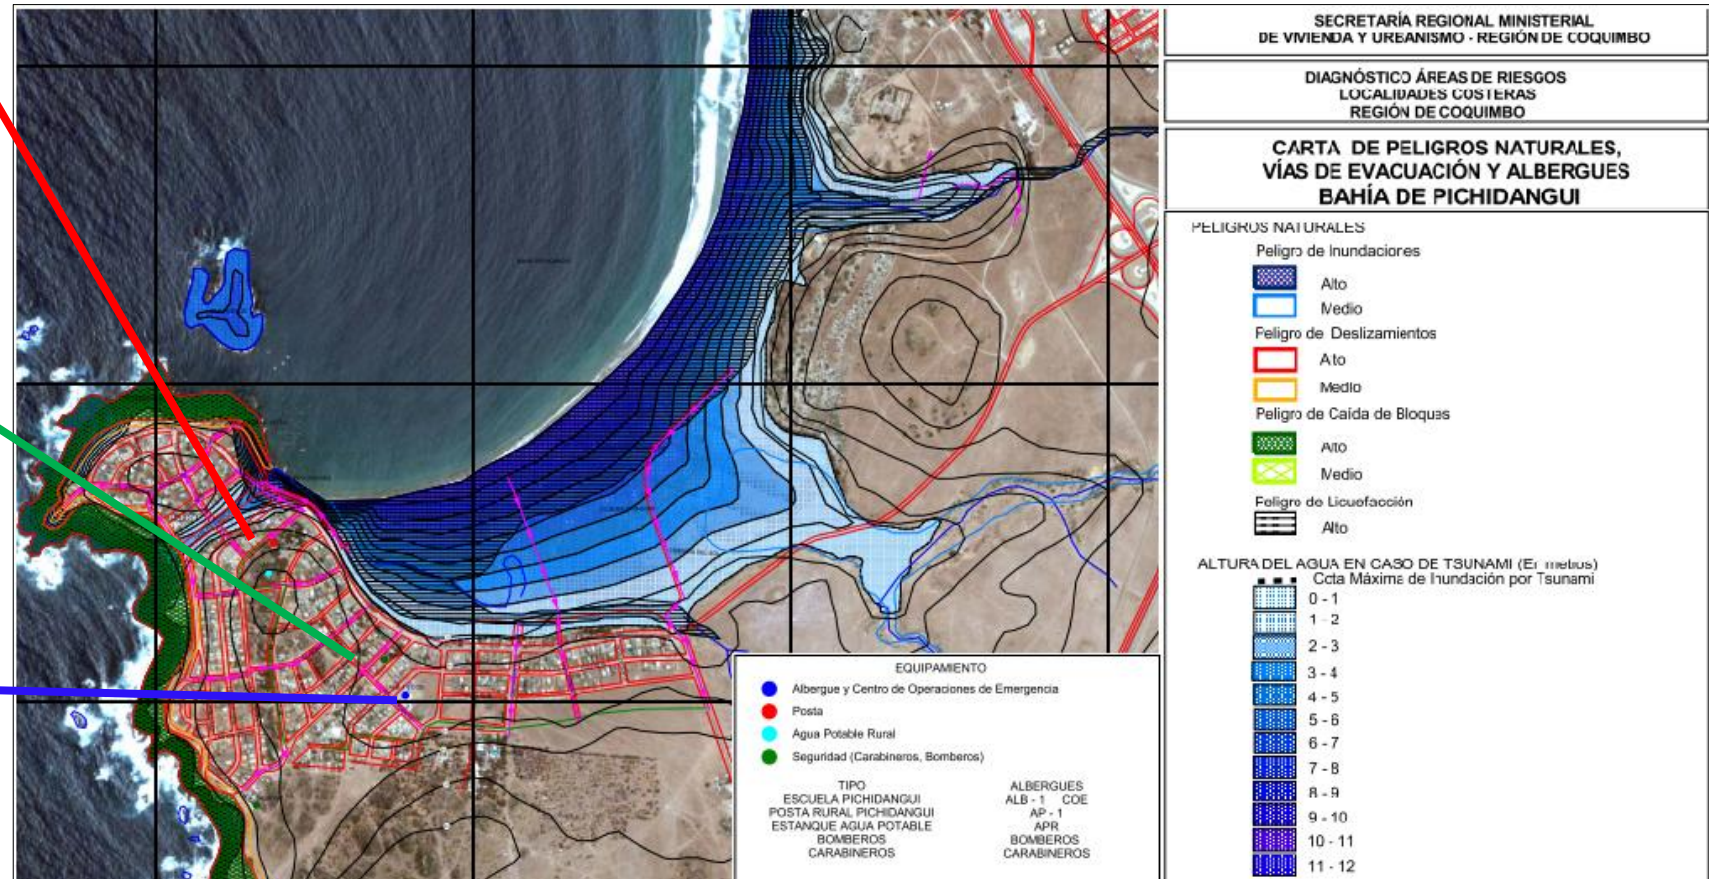 SECRETARÍA REGIONAL MINISTERIAL
DE VIVIENDA Y URBANISMO - REGIÓN DE COQUIMBO
DIAGNÓSTICO ÁREAS DE RIESGOS
LOCALIDADES COSTERAS
REGIÓN DE COQUIMBO
CARTA DE PELIGROS NATURALES,
VÍAS DE EVACUACIÓN Y ALBERGUES
BAHÍA DE PICHIDANGUI
PELIGROS NATURALES
Peligro de Inundaciones
Alto
Medio
Peligro de Deslizamientos
Alto
Medio
Peligro de Caída de Bloques
Alto
Medio
Peligro de Licuefacción
Alto
ALTURA DEL AGUA EN CASO DE TSUNAMI (En metros)
Cota Máxima de Inundación por Tsunami
0 - 1
1 - 2
2 - 3
3 - 4
4 - 5
5 - 6
6 - 7
7 - 8
8 - 9
9 - 10
10 - 11
11 - 12
EQUIPAMIENTO
Albergue y Centro de Operaciones de Emergencia
Posta
Agua Potable Rural
Seguridad (Carabineros, Bomberos)
TIPO ALBERGUES
ESCUELA PICHIDANGUI ALB - 1 COE
POSTA RURAL PICHIDANGUI AP - 1
ESTANQUE AGUA POTABLE APR
BOMBEROS BOMBEROS
CARABINEROS CARABINEROS